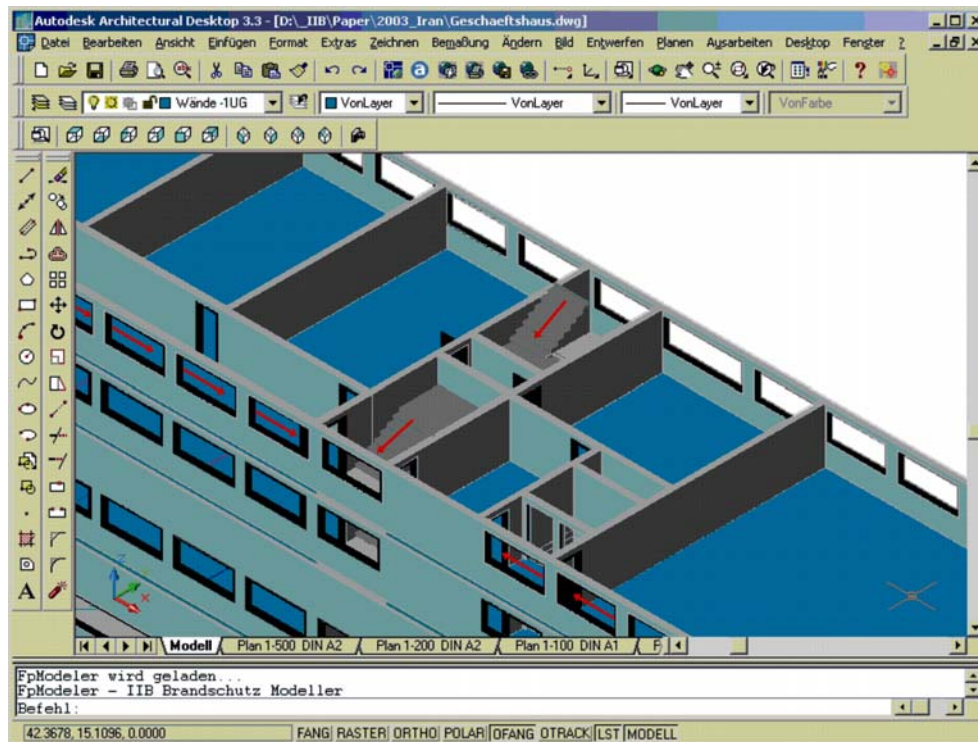 Autodesk Architectural Desktop 3.3 - [D:\_IIB\Paper\2003_Iran\Geschaeftshaus.dwg]
Datei Bearbeiten Ansicht Einfügen Format Extras Zeichnen Bemaßung Ändern Bild Entwerfen Planen Ausarbeiten Desktop Fenster ?
Wände -1UG VonLayer VonLayer VonLayer VonFarbe
A
Z Y X
Modell Plan 1-500 DIN A2 Plan 1-200 DIN A2 Plan 1-100 DIN A1 F
FpModeler wird geladen...
FpModeler - IIB Brandschutz Modeller
Befehl:
42.3678, 15.1096, 0.0000 FANG RASTER ORTHO POLAR OFANG OTRACK LST MODELL